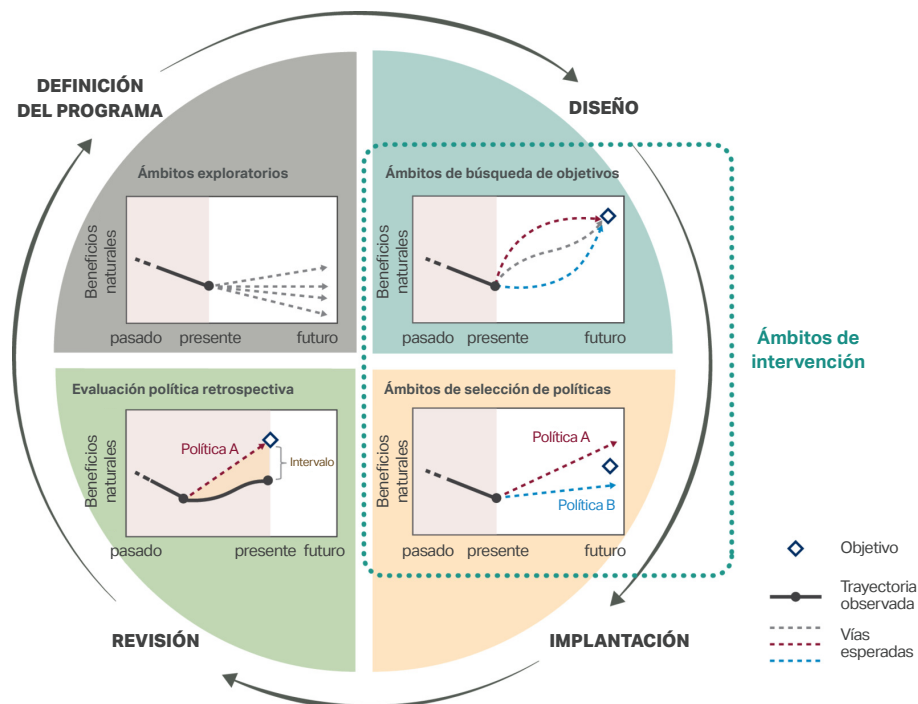 DEFINICIÓN
DEL PROGRAMA
DISEÑO
Ámbitos exploratorios
Beneficios
naturales
pasado
presente
futuro
Ámbitos de búsqueda de objetivos
Beneficios
naturales
pasado
presente
futuro
Ámbitos de
intervención
Evaluación política retrospectiva
Beneficios
naturales
Política A
Intervalo
pasado
presente
futuro
Ámbitos de selección de políticas
Beneficios
naturales
Política A
Política B
pasado
presente
futuro
REVISIÓN
IMPLANTACIÓN
Objetivo
Trayectoria
observada
Vías
esperadas